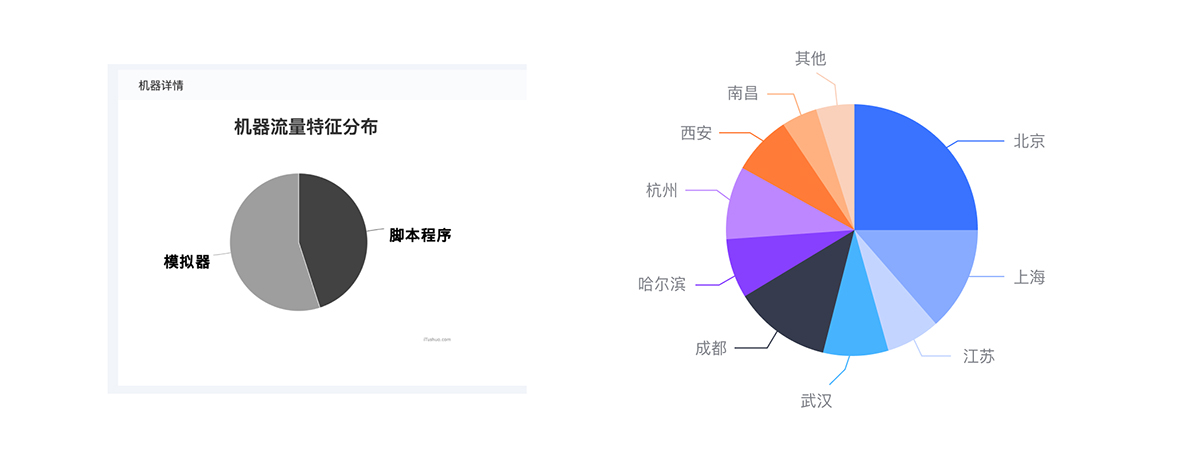 机器详情
机器流量特征分布
脚本程序
模拟器
其他
南昌
北京
西安
杭州
上海
哈尔滨
成都
江苏
武汉